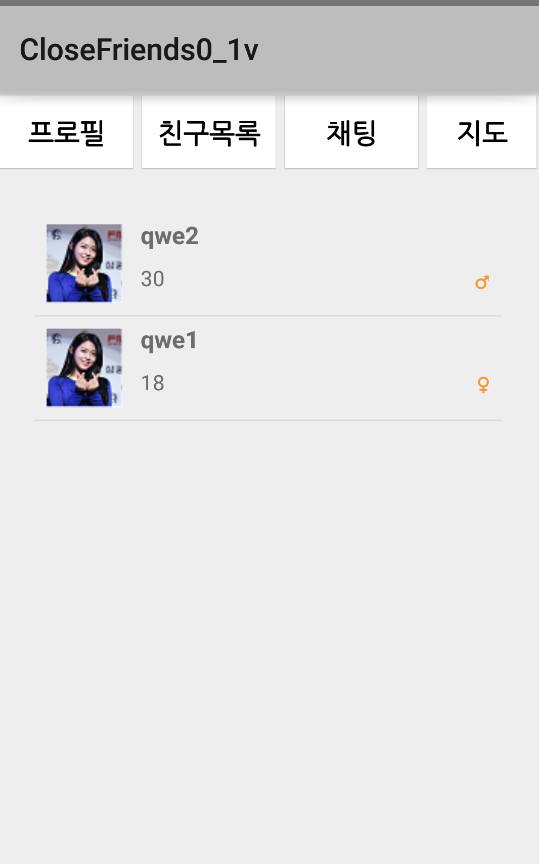 CloseFriends0_1v
프로필 친구목록 채팅 지도
qwe2
30 ♂
qwe1
18 ♀